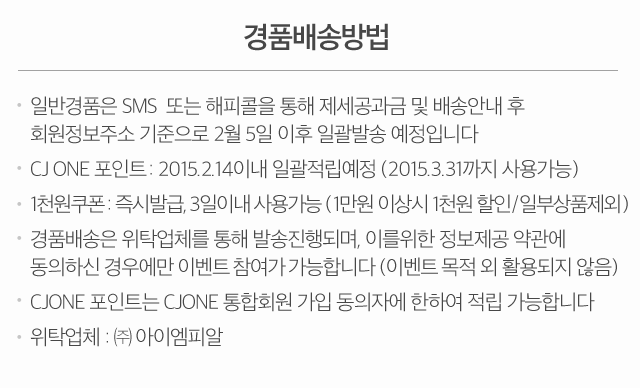 경품배송방법
• 일반경품은 SMS 또는 해피콜을 통해 제세공과금 및 배송안내 후
회원정보주소 기준으로 2월 5일 이후 일괄발송 예정입니다
• CJ ONE 포인트 : 2015.2.14이내 일괄적립예정 (2015.3.31까지 사용가능)
• 1천원쿠폰 : 즉시발급, 3일이내 사용가능 (1만원 이상시 1천원 할인/일부상품제외)
• 경품배송은 위탁업체를 통해 발송진행되며, 이를위한 정보제공 약관에
동의하신 경우에만 이벤트 참여가 가능합니다 (이벤트 목적 외 활용되지 않음)
• CJONE 포인트는 CJONE 통합회원 가입 동의자에 한하여 적립 가능합니다
• 위탁업체 : ㈜ 아이엠피알